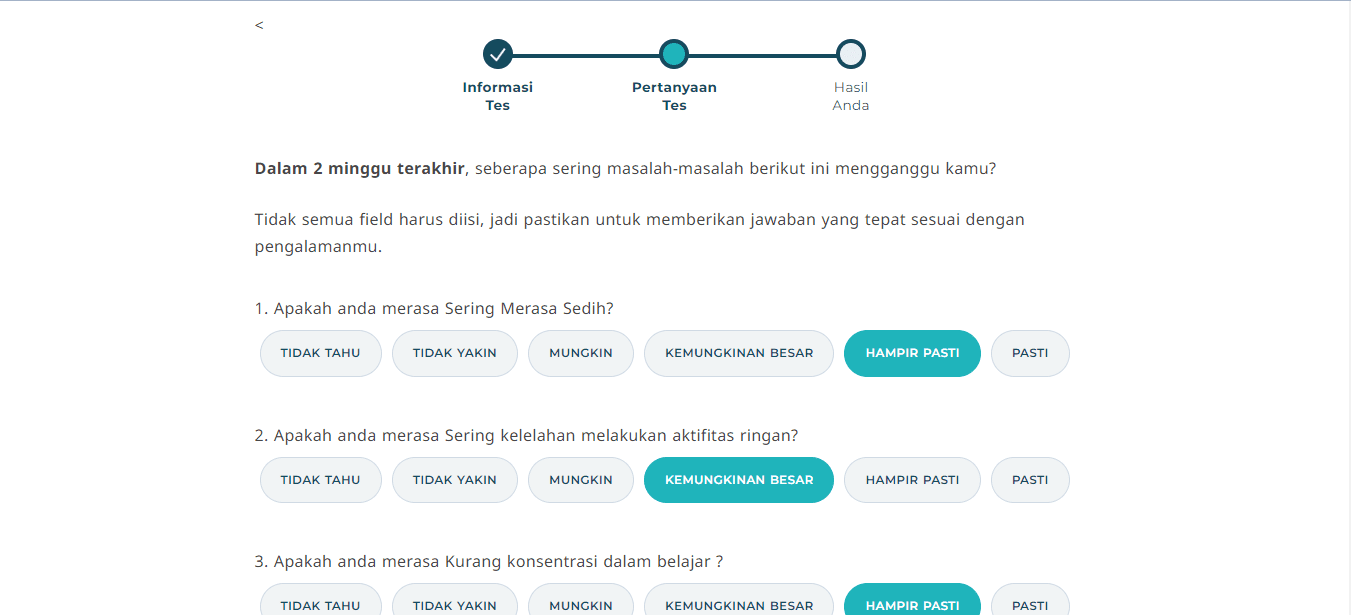 <
Informasi
Tes
Pertanyaan
Tes
Hasil
Anda
Dalam 2 minggu terakhir, seberapa sering masalah-masalah berikut ini mengganggu kamu?
Tidak semua field harus diisi, jadi pastikan untuk memberikan jawaban yang tepat sesuai dengan
pengalamanmu.
1. Apakah anda merasa Sering Merasa Sedih?
TIDAK TAHU TIDAK YAKIN MUNGKIN KEMUNGKINAN BESAR HAMPIR PASTI PASTI
2. Apakah anda merasa Sering kelelahan melakukan aktifitas ringan?
TIDAK TAHU TIDAK YAKIN MUNGKIN KEMUNGKINAN BESAR HAMPIR PASTI PASTI
3. Apakah anda merasa Kurang konsentrasi dalam belajar ?
TIDAK TAHU TIDAK YAKIN MUNGKIN KEMUNGKINAN BESAR HAMPIR PASTI PASTI